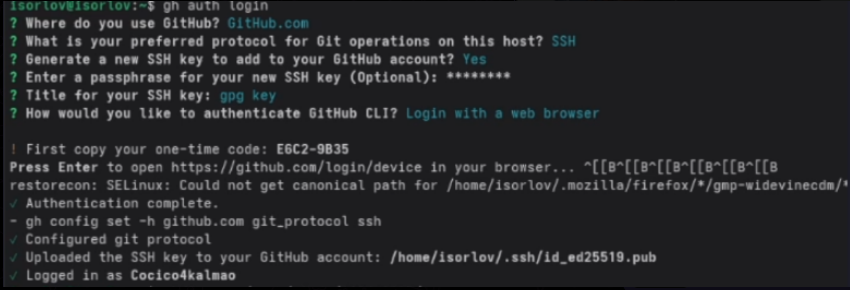 isorlov@isorlov:~$ gh auth login
? Where do you use GitHub? GitHub.com
? What is your preferred protocol for Git operations on this host? SSH
? Generate a new SSH key to add to your GitHub account? Yes
? Enter a passphrase for your new SSH key (Optional): ********
? Title for your SSH key: gpg key
? How would you like to authenticate GitHub CLI? Login with a web browser
! First copy your one-time code: E6C2-9B35
Press Enter to open https://github.com/login/device in your browser... ^[[B^[[B^[[B^[[B^[[B^[[B
restorecon: SELinux: Could not get canonical path for /home/isorlov/.mozilla/firefox/*/gmp-widevinecdm/*
✓ Authentication complete.
- gh config set -h github.com git_protocol ssh
✓ Configured git protocol
✓ Uploaded the SSH key to your GitHub account: /home/isorlov/.ssh/id_ed25519.pub
✓ Logged in as Cocico4kalmao